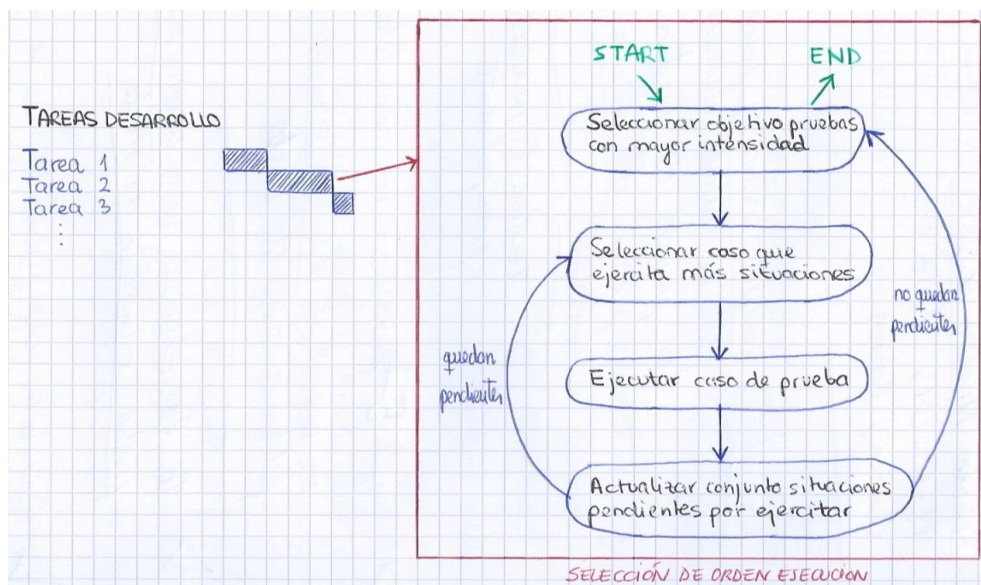 TAREAS DESARROLLO
Tarea 1
Tarea 2
Tarea 3
START
END
Seleccionar objetivo pruebas
con mayor intensidad
Seleccionar caso que
ejercita más situaciones
Ejecutar caso de prueba
Actualizar conjunto situaciones
pendientes por ejercitar
quedan
pendientes
no quedan
pendientes
SELECCIÓN DE ORDEN EJECUCION